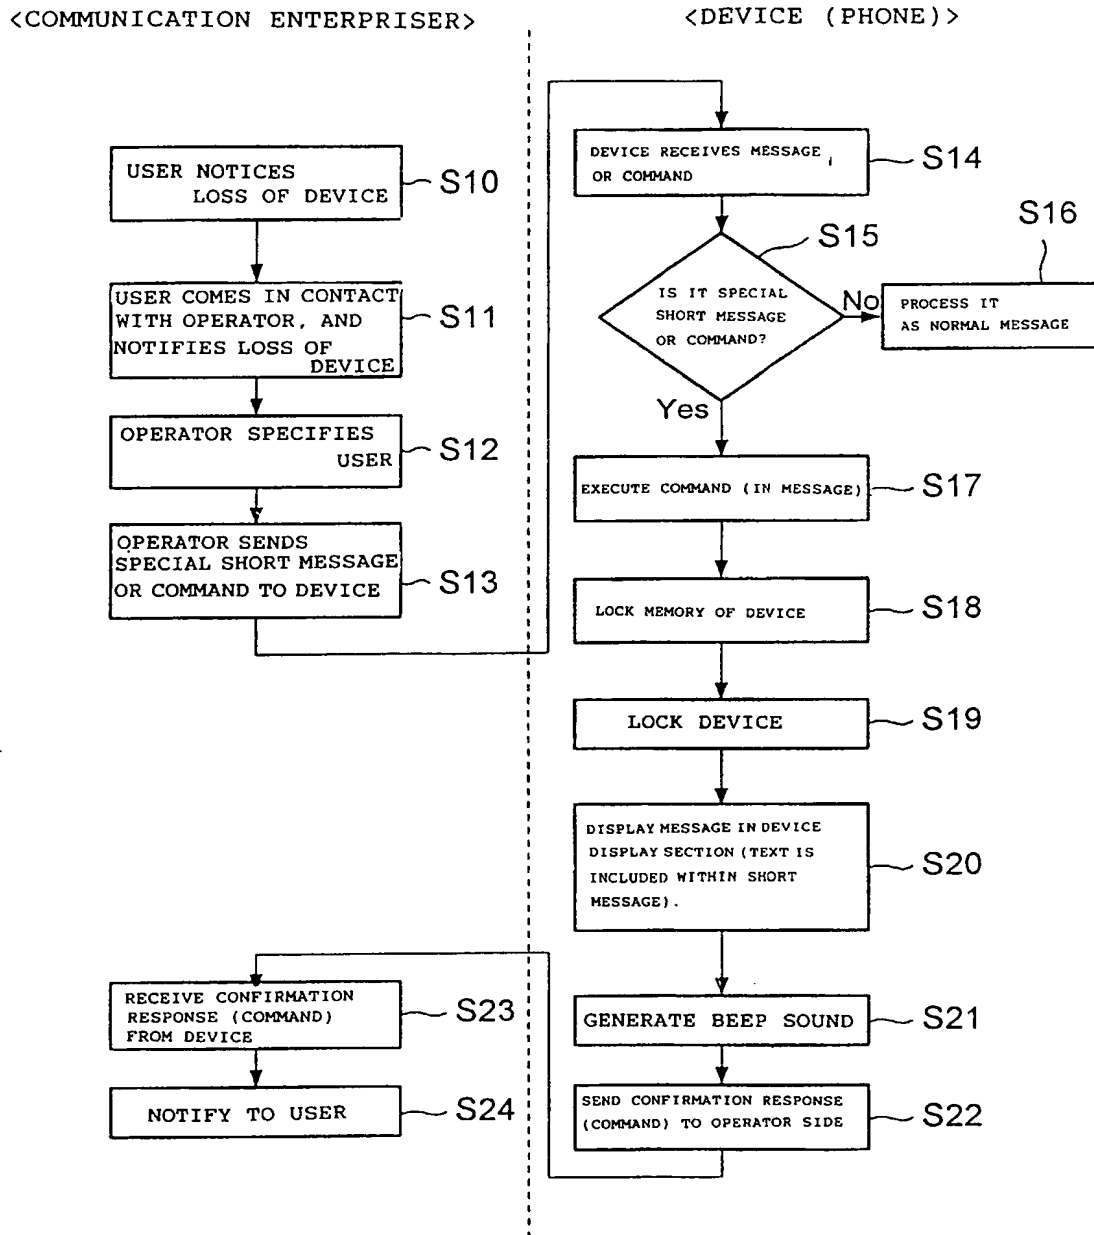 <COMMUNICATION ENTERPRISER>
<DEVICE (PHONE)>
USER NOTICES
LOSS OF DEVICE
S10
USER COMES IN CONTACT
WITH OPERATOR, AND
NOTIFIES LOSS OF
DEVICE
S11
OPERATOR SPECIFIES
USER
S12
OPERATOR SENDS
SPECIAL SHORT MESSAGE
OR COMMAND TO DEVICE
S13
DEVICE RECEIVES MESSAGE
OR COMMAND
S14
IS IT SPECIAL
SHORT MESSAGE
OR COMMAND?
S15
No
PROCESS IT
AS NORMAL MESSAGE
S16
Yes
EXECUTE COMMAND (IN MESSAGE)
S17
LOCK MEMORY OF DEVICE
S18
LOCK DEVICE
S19
DISPLAY MESSAGE IN DEVICE
DISPLAY SECTION (TEXT IS
INCLUDED WITHIN SHORT
MESSAGE).
S20
GENERATE BEEP SOUND
S21
SEND CONFIRMATION RESPONSE
(COMMAND) TO OPERATOR SIDE
S22
RECEIVE CONFIRMATION
RESPONSE (COMMAND)
FROM DEVICE
S23
NOTIFY TO USER
S24